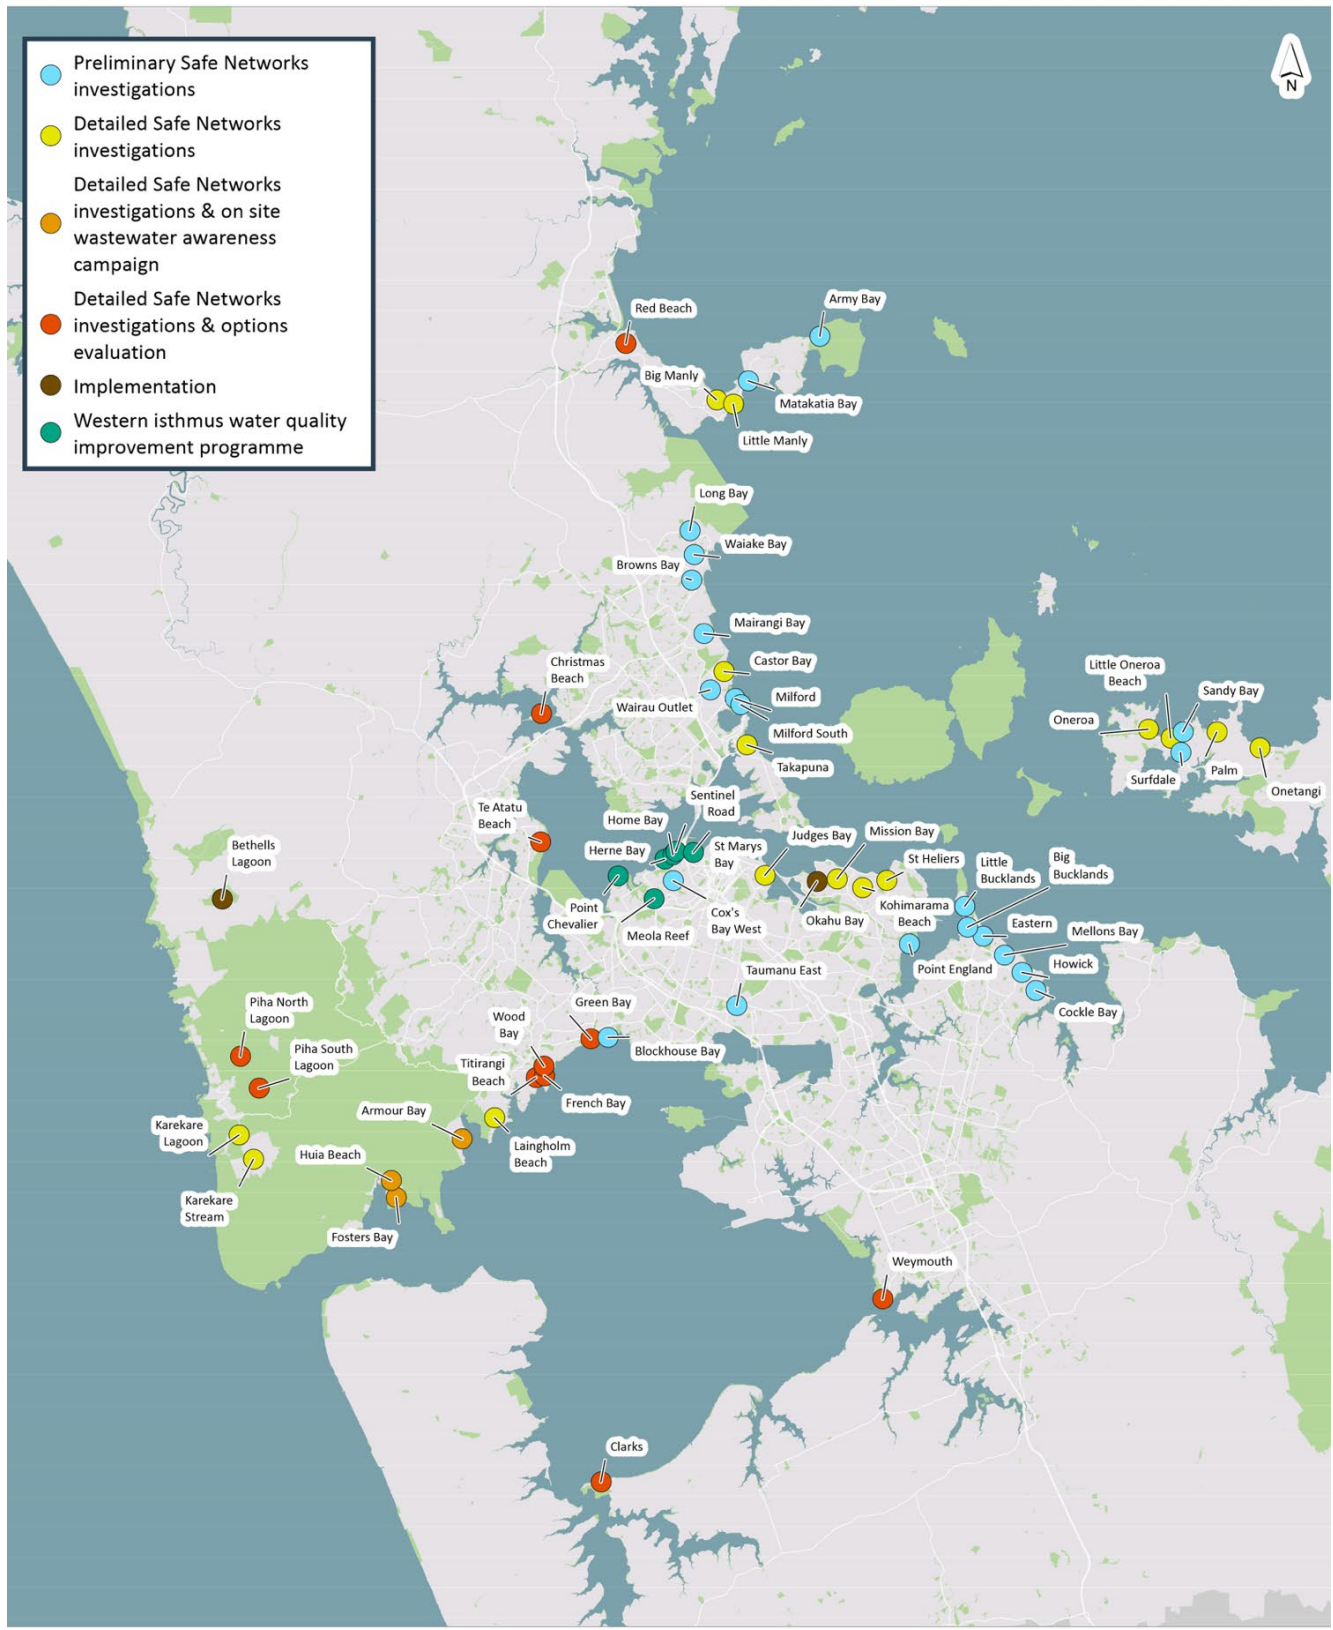 Preliminary Safe Networks
investigations
Detailed Safe Networks
investigations
Detailed Safe Networks
investigations & on site
wastewater awareness
campaign
Detailed Safe Networks
investigations & options
evaluation
Implementation
Western isthmus water quality
improvement programme
N
Army Bay
Red Beach
Big Manly
Matakatia Bay
Little Manly
Long Bay
Waiake Bay
Browns Bay
Mairangi Bay
Christmas
Beach
Castor Bay
Wairau Outlet
Milford
Milford South
Takapuna
Little Oneroa
Beach
Sandy Bay
Oneroa
Surfdale
Palm
Onetangi
Te Atatu
Beach
Home Bay
Sentinel
Road
Herne Bay
St Marys
Bay
Judges Bay
Mission Bay
St Heliers
Little
Bucklands
Big
Bucklands
Bethells
Lagoon
Point
Chevalier
Meola Reef
Cox's
Bay West
Okahu Bay
Kohimarama
Beach
Eastern
Mellons Bay
Point England
Howick
Cockle Bay
Taumanu East
Green Bay
Wood
Bay
Blockhouse Bay
Piha North
Lagoon
Piha South
Lagoon
Titirangi
Beach
French Bay
Armour Bay
Laingholm
Beach
Karekare
Lagoon
Huia Beach
Karekare
Stream
Fosters Bay
Weymouth
Clarks